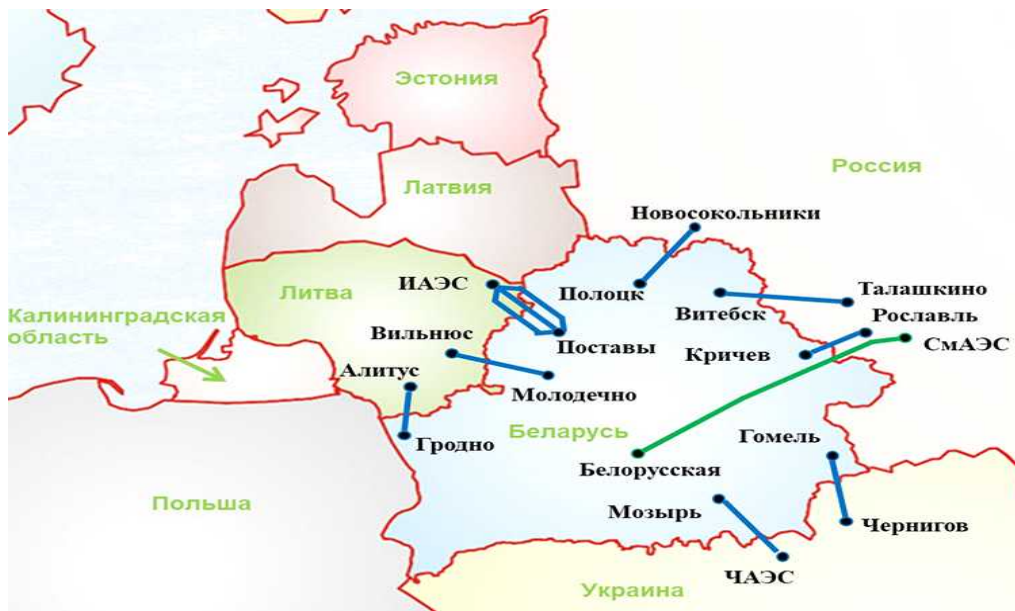 Эстония
Россия
Латвия
Новосокольники
ИАЭС
Полоцк
Талашкино
Литва
Витебск
Рославль
Калининградская
область
Вильнюс
Поставы
Кричев
СмАЭС
Алитус
Молодечно
Гродно
Беларусь
Гомель
Белорусская
Польша
Мозырь
Чернигов
ЧАЭС
Украина